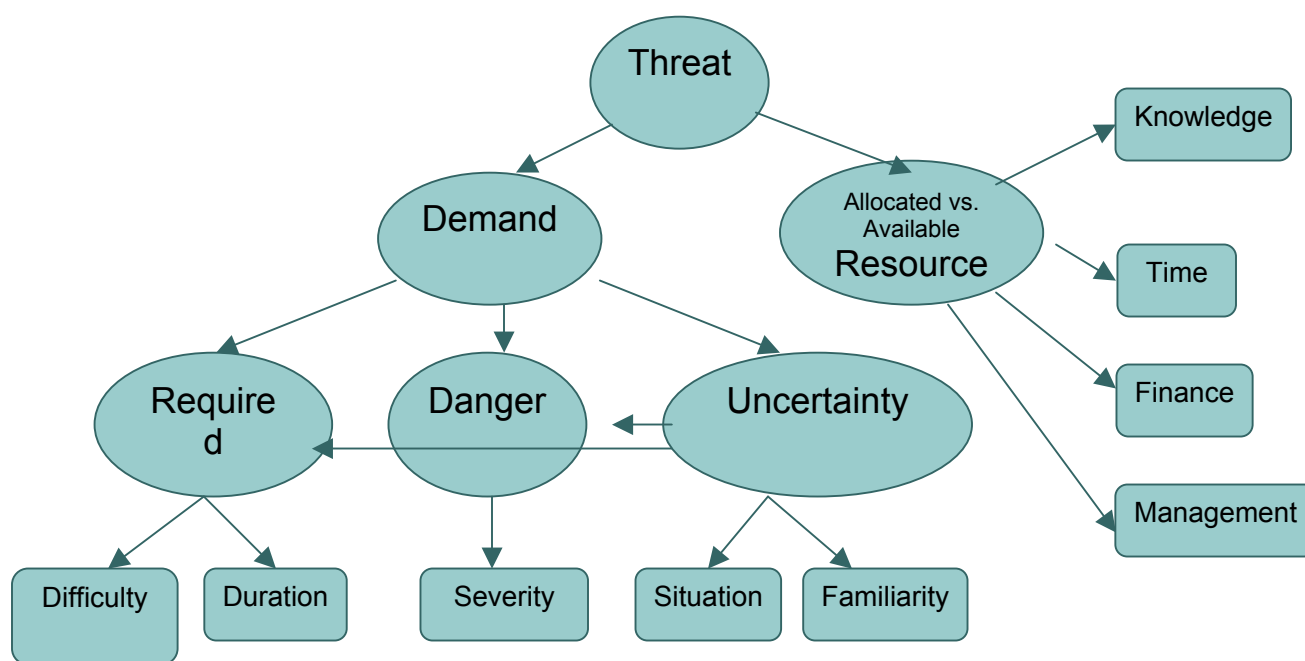 Threat
Knowledge
Allocated vs.
Available
Resource
Demand
Time
Finance
Require
d
Danger
Uncertainty
Management
Difficulty
Duration
Severity
Situation
Familiarity